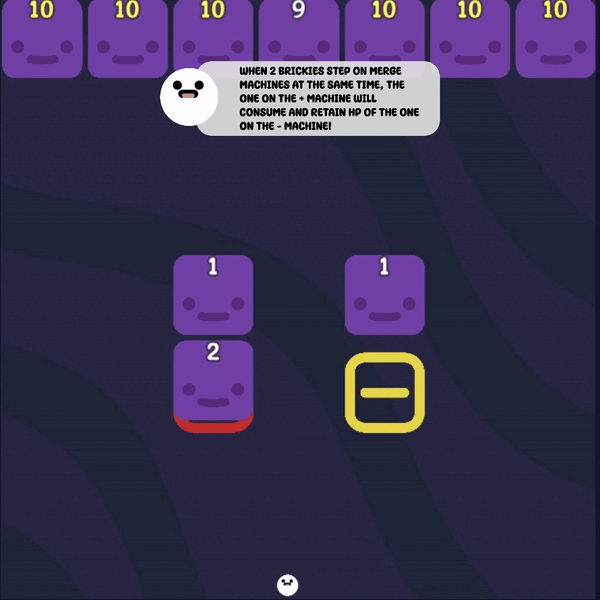 10 10 10 9 10 10 10
WHEN 2 BRICKIES STEP ON MERGE
MACHINES AT THE SAME TIME, THE
ONE ON THE + MACHINE WILL
CONSUME AND RETAIN HP OF THE ONE
ON THE - MACHINE!
1 1
2